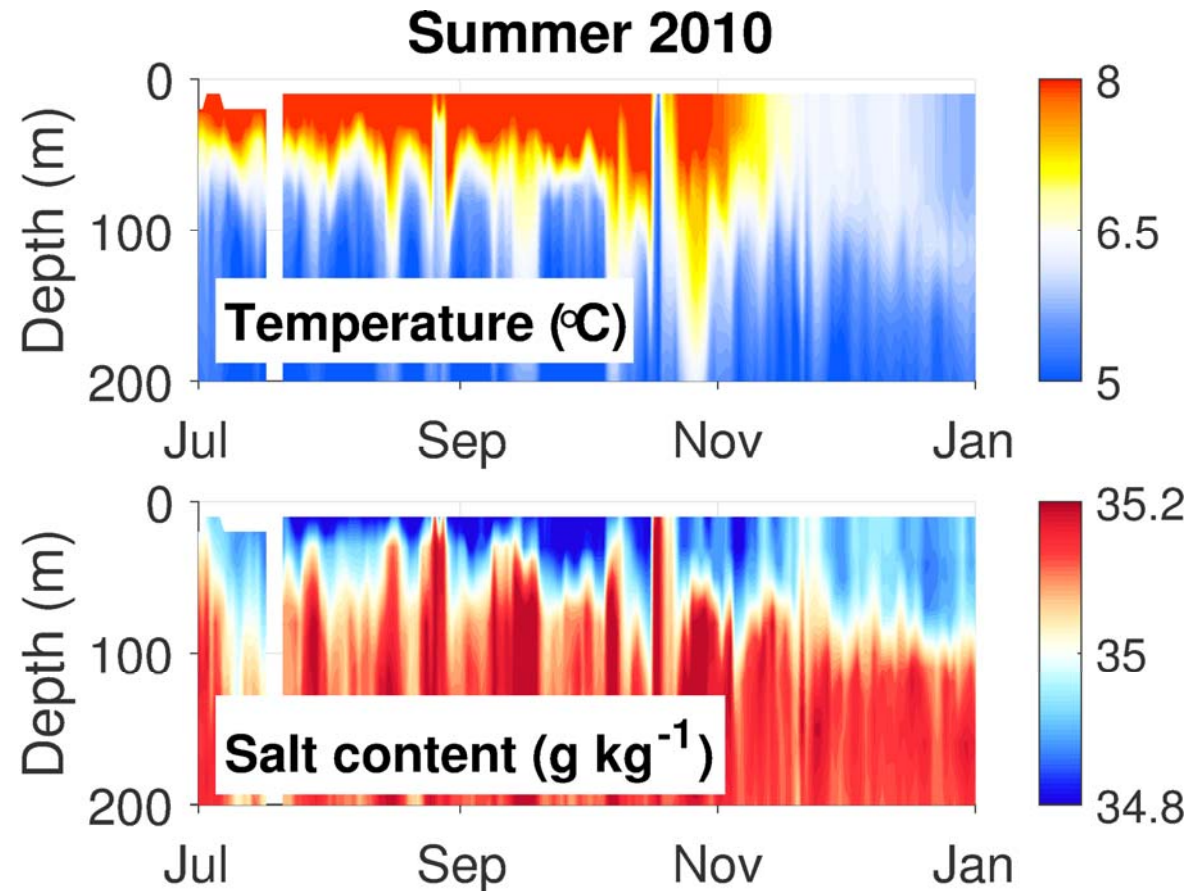 Summer 2010
0
100
200
Depth (m)
Temperature (°C)
Jul Sep Nov Jan
8
6.5
5
0
100
200
Depth (m)
Salt content (g kg⁻¹)
Jul Sep Nov Jan
35.2
35
34.8